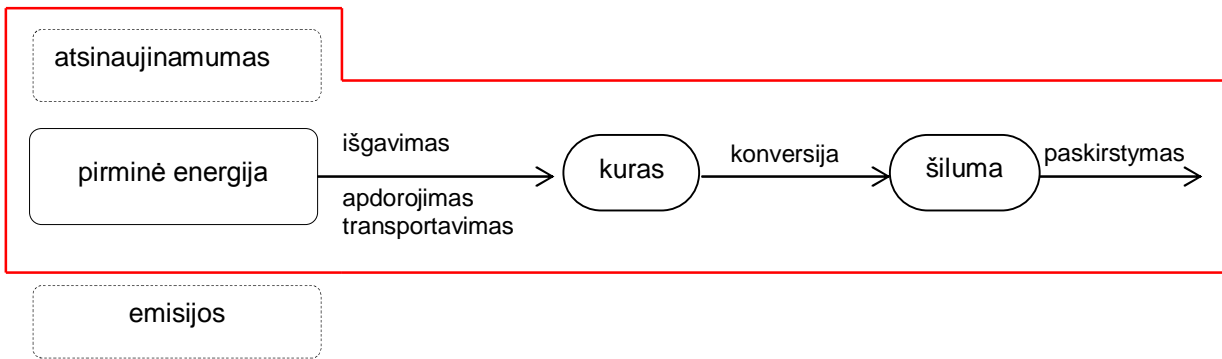 atsinaujinamumas
pirminė energija
išgavimas
apdorojimas
transportavimas
kuras
konversija
šiluma
paskirstymas
emisijos